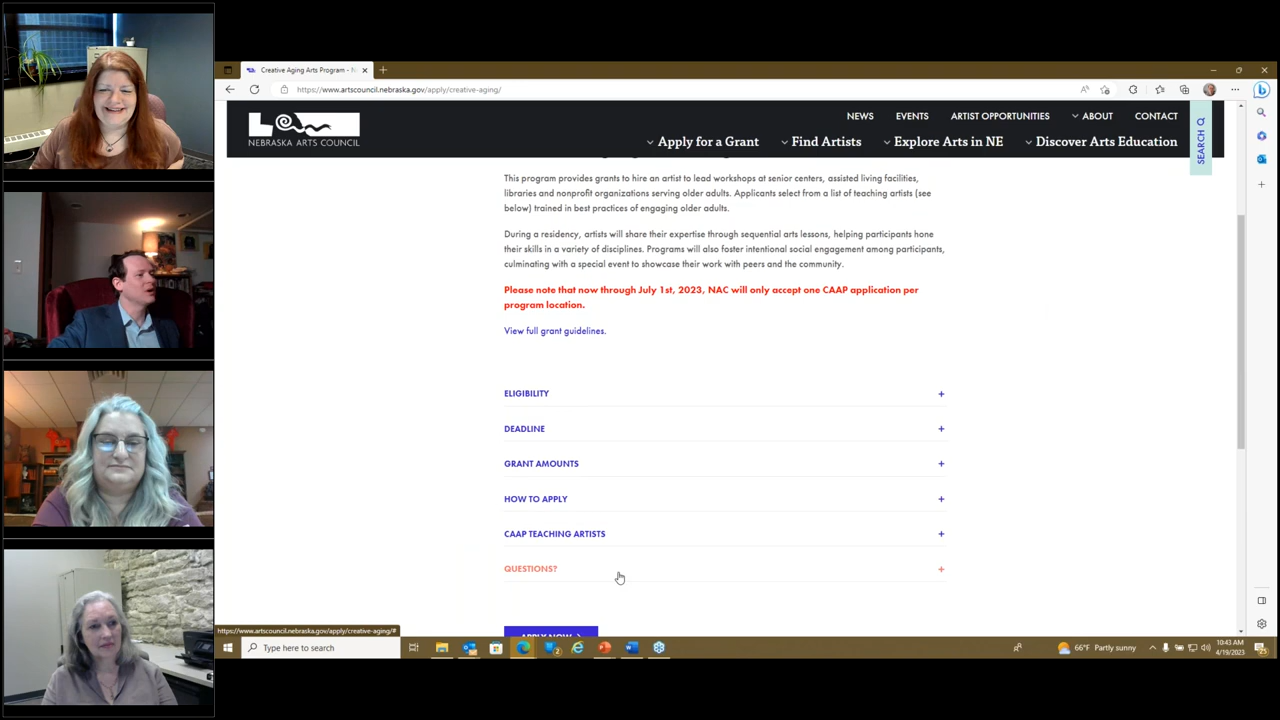 Creative Aging Arts Program - N
https://www.artscouncil.nebraska.gov/apply/creative-aging/
NEBRASKA ARTS COUNCIL
NEWS EVENTS ARTIST OPPORTUNITIES ABOUT CONTACT
Apply for a Grant Find Artists Explore Arts in NE Discover Arts Education
SEARCH
This program provides grants to hire an artist to lead workshops at senior centers, assisted living facilities,
libraries and nonprofit organizations serving older adults. Applicants select from a list of teaching artists (see
below) trained in best practices of engaging older adults.
During a residency, artists will share their expertise through sequential arts lessons, helping participants hone
their skills in a variety of disciplines. Programs will also foster intentional social engagement among participants,
culminating with a special event to showcase their work with peers and the community.
Please note that now through July 1st, 2023, NAC will only accept one CAAP application per
program location.
View full grant guidelines.
ELIGIBILITY +
DEADLINE +
GRANT AMOUNTS +
HOW TO APPLY +
CAAP TEACHING ARTISTS +
QUESTIONS? +
APPLY NOW >
https://www.artscouncil.nebraska.gov/apply/creative-aging/#
Type here to search
66°F Partly sunny
10:43 AM
4/19/2023